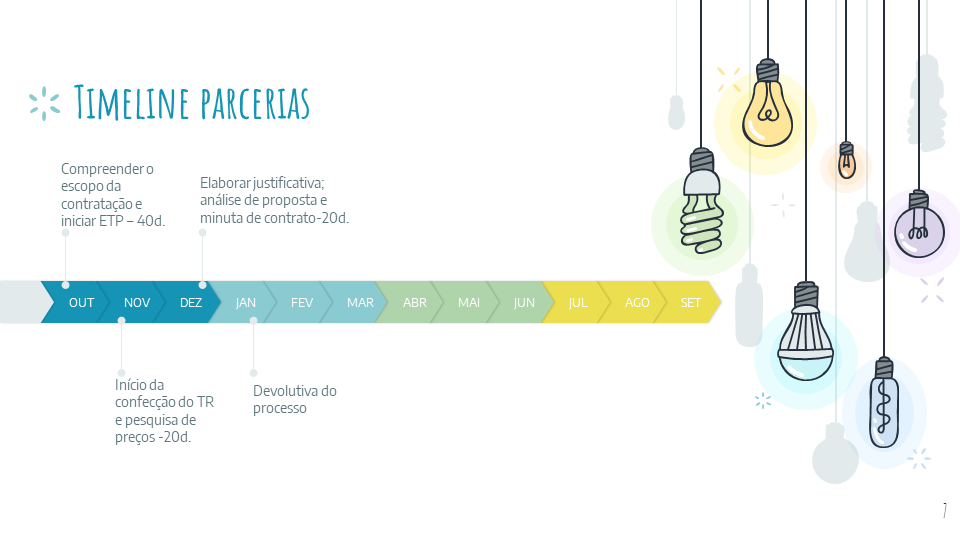 Timeline parcerias
Compreender o
escopo da
contratação e
iniciar ETP – 40d.
Elaborar justificativa;
análise de proposta e
minuta de contrato-20d.
OUT NOV DEZ JAN FEV MAR ABR MAI JUN JUL AGO SET
Início da
confecção do TR
e pesquisa de
preços -20d.
Devolutiva do
processo
7